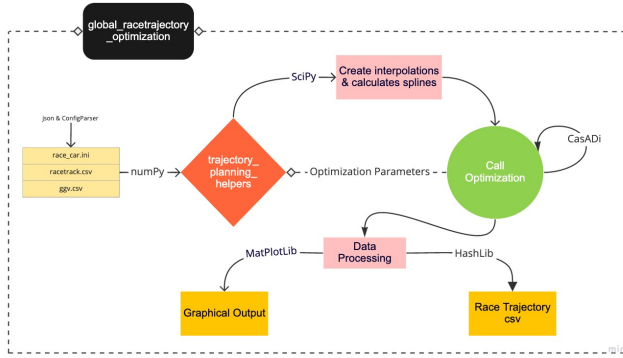 global_racetrajectory
_optimization
SciPy
Create interpolations
& calculates splines
json & ConfigParser
race_car.ini
racetrack.csv
ggv.csv
numPy
trajectory_
planning_
helpers
Optimization Parameters
Call
Optimization
CasADi
MatPlotLib
Data
Processing
HashLib
Graphical Output
Race Trajectory
csv